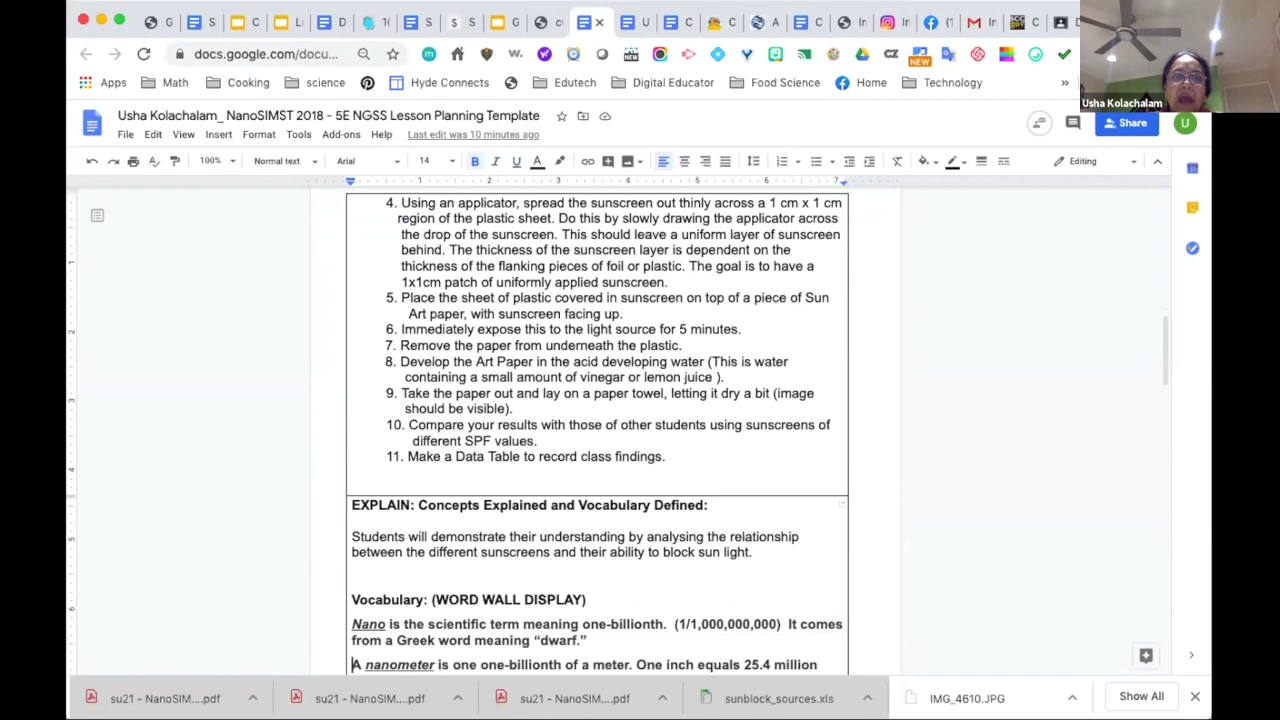 docs.google.com/docu...
Apps
Math
Cooking
science
Hyde Connects
Edutech
Digital Educator
Food Science
Home
Technology
»
NEW
NEW
Usha Kolachalam
Usha Kolachalam_ NanoSIMST 2018 - 5E NGSS Lesson Planning Template
File Edit View Insert Format Tools Add-ons Help Last edit was 10 minutes ago
Share
U
100% Normal text Arial 14 B I U A Editing
1 2 3 4 5 6 7
4. Using an applicator, spread the sunscreen out thinly across a 1 cm x 1 cm
region of the plastic sheet. Do this by slowly drawing the applicator across
the drop of the sunscreen. This should leave a uniform layer of sunscreen
behind. The thickness of the sunscreen layer is dependent on the
thickness of the flanking pieces of foil or plastic. The goal is to have a
1x1cm patch of uniformly applied sunscreen.
5. Place the sheet of plastic covered in sunscreen on top of a piece of Sun
Art paper, with sunscreen facing up.
6. Immediately expose this to the light source for 5 minutes.
7. Remove the paper from underneath the plastic.
8. Develop the Art Paper in the acid developing water (This is water
containing a small amount of vinegar or lemon juice ).
9. Take the paper out and lay on a paper towel, letting it dry a bit (image
should be visible).
10. Compare your results with those of other students using sunscreens of
different SPF values.
11. Make a Data Table to record class findings.
EXPLAIN: Concepts Explained and Vocabulary Defined:
Students will demonstrate their understanding by analysing the relationship
between the different sunscreens and their ability to block sun light.
Vocabulary: (WORD WALL DISPLAY)
Nano is the scientific term meaning one-billionth. (1/1,000,000,000) It comes
from a Greek word meaning “dwarf.”
A nanometer is one one-billionth of a meter. One inch equals 25.4 million
su21 - NanoSIM....pdf
su21 - NanoSIM....pdf
su21 - NanoSIM....pdf
sunblock_sources.xls
IMG_4610.JPG
Show All